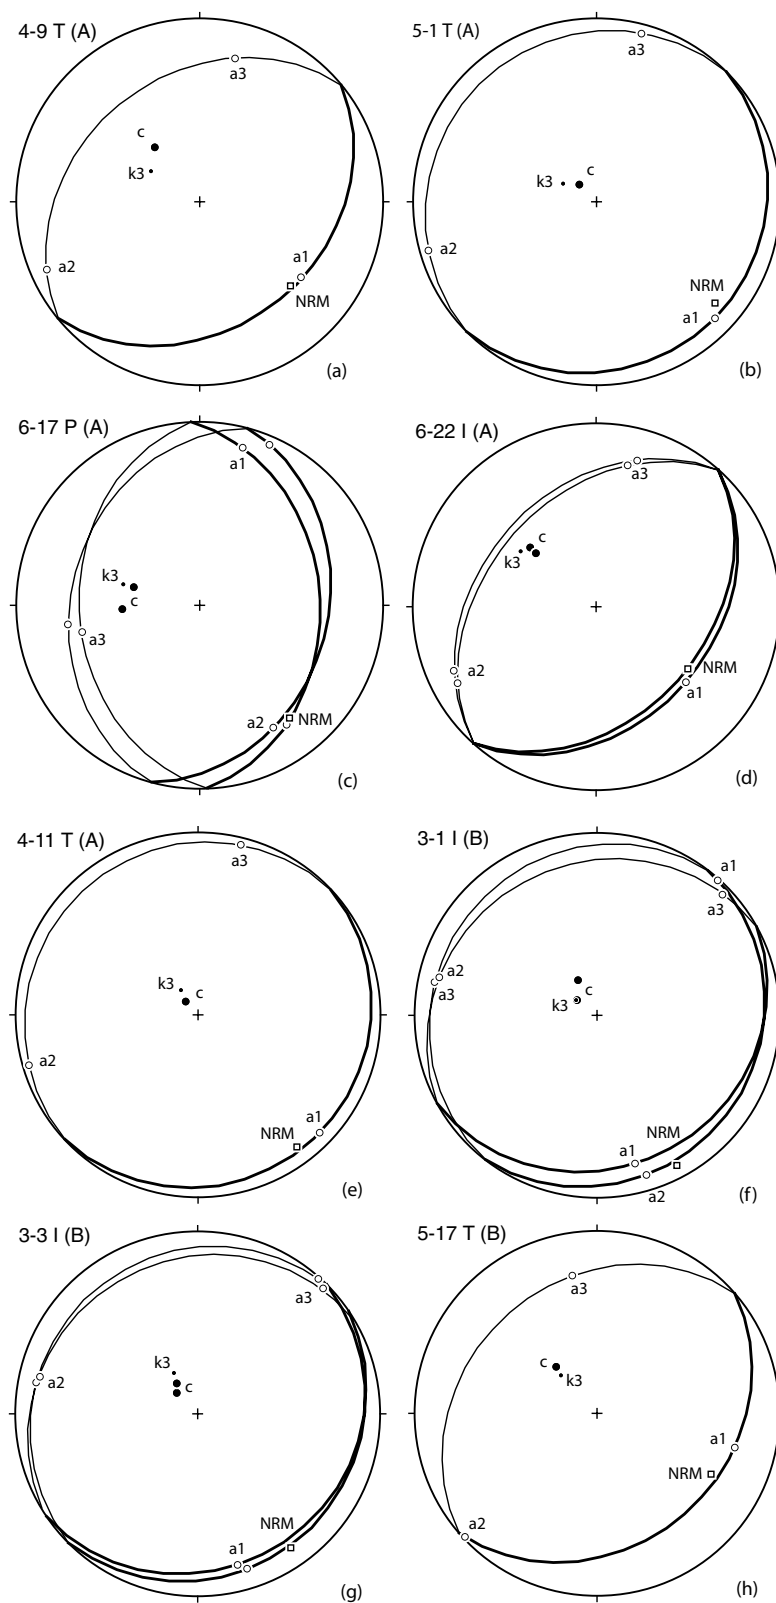 4-9 T (A)
a3
c
k3
a2
a1
NRM
(a)
5-1 T (A)
a3
k3
c
a2
NRM
a1
(b)
6-17 P (A)
a1
k3
c
a3
a2
NRM
(c)
6-22 I (A)
a3
c
k3
a2
NRM
a1
(d)
4-11 T (A)
a3
k3
c
a2
a1
NRM
(e)
3-1 I (B)
a1
a3
a2
a3
c
k3
NRM
a1
a2
(f)
3-3 I (B)
a3
k3
a2
c
NRM
a1
(g)
5-17 T (B)
a3
c
k3
a1
NRM
a2
(h)